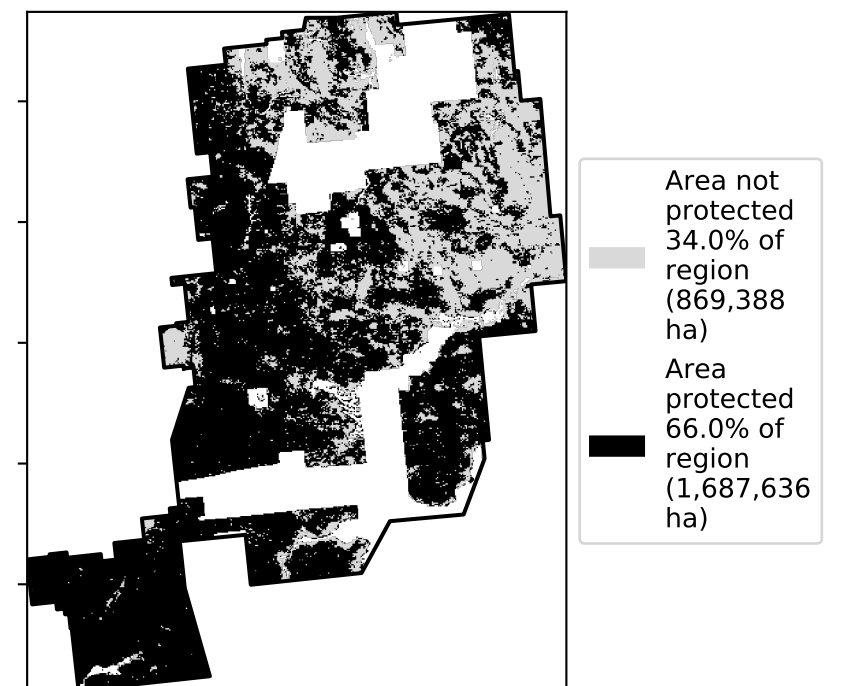 Area not
protected
34.0% of
region
(869,388
ha)
Area
protected
66.0% of
region
(1,687,636
ha)